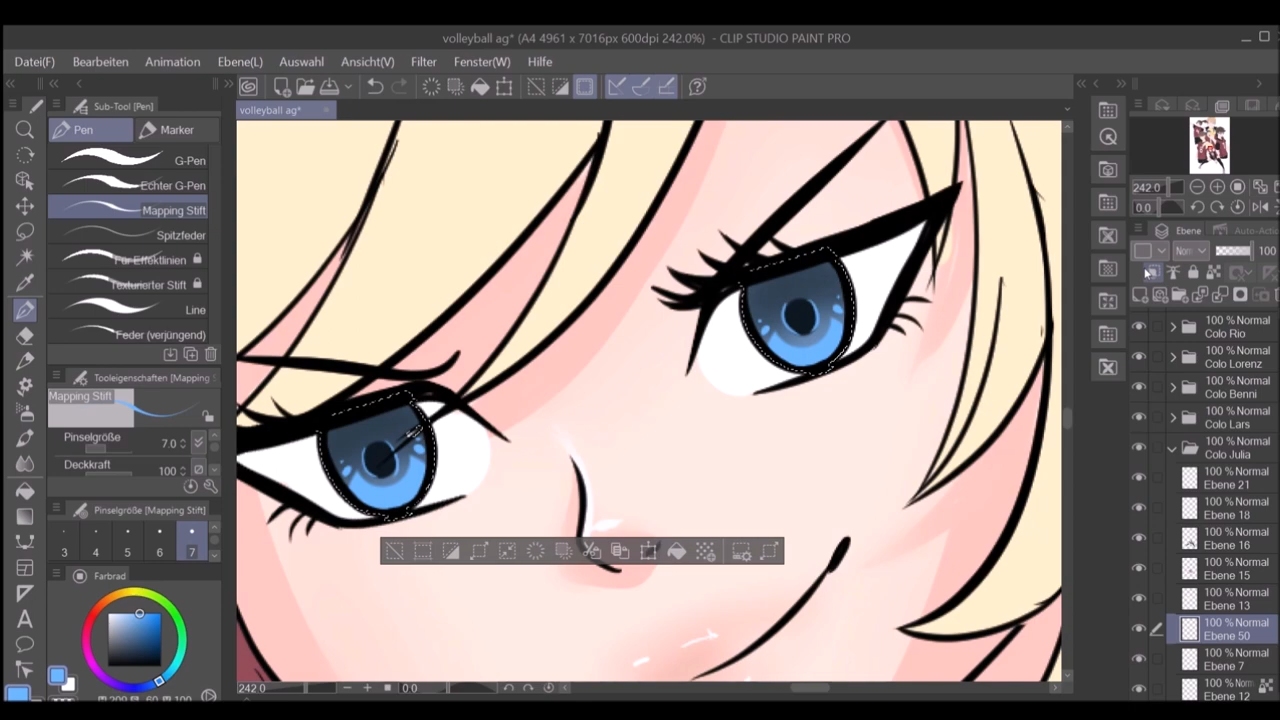 volleyball ag* (A4 4961 x 7016px 600dpi 242.0%) - CLIP STUDIO PAINT PRO
Datei(F) Bearbeiten Animation Ebene(L) Auswahl Ansicht(V) Filter Fenster(W) Hilfe
Sub-Tool [Pen]
volleyball ag*
Pen Marker
G-Pen
Echter G-Pen
Mapping Stift
Spitzfeder
Für Effektlinien
Texturierter Stift
Line
Feder (verjüngend)
Tooleigenschaften [Mapping S
Mapping Stift
Pinselgröße 7.0
Deckkraft 100
Pinselgröße [Mapping Stift]
3 4 5 6 7
Farbrad
242.0 0.0
242.0
0.0
Ebene Auto-Actio
Norr 100
100 % Normal
Colo Rio
100 % Normal
Colo Lorenz
100 % Normal
Colo Benni
100 % Normal
Colo Lars
100 % Normal
Colo Julia
100 % Normal
Ebene 21
100 % Normal
Ebene 18
100 % Normal
Ebene 16
100 % Normal
Ebene 15
100 % Normal
Ebene 13
100 % Normal
Ebene 50
100 % Normal
Ebene 7
100 % Norm
Ebene 12